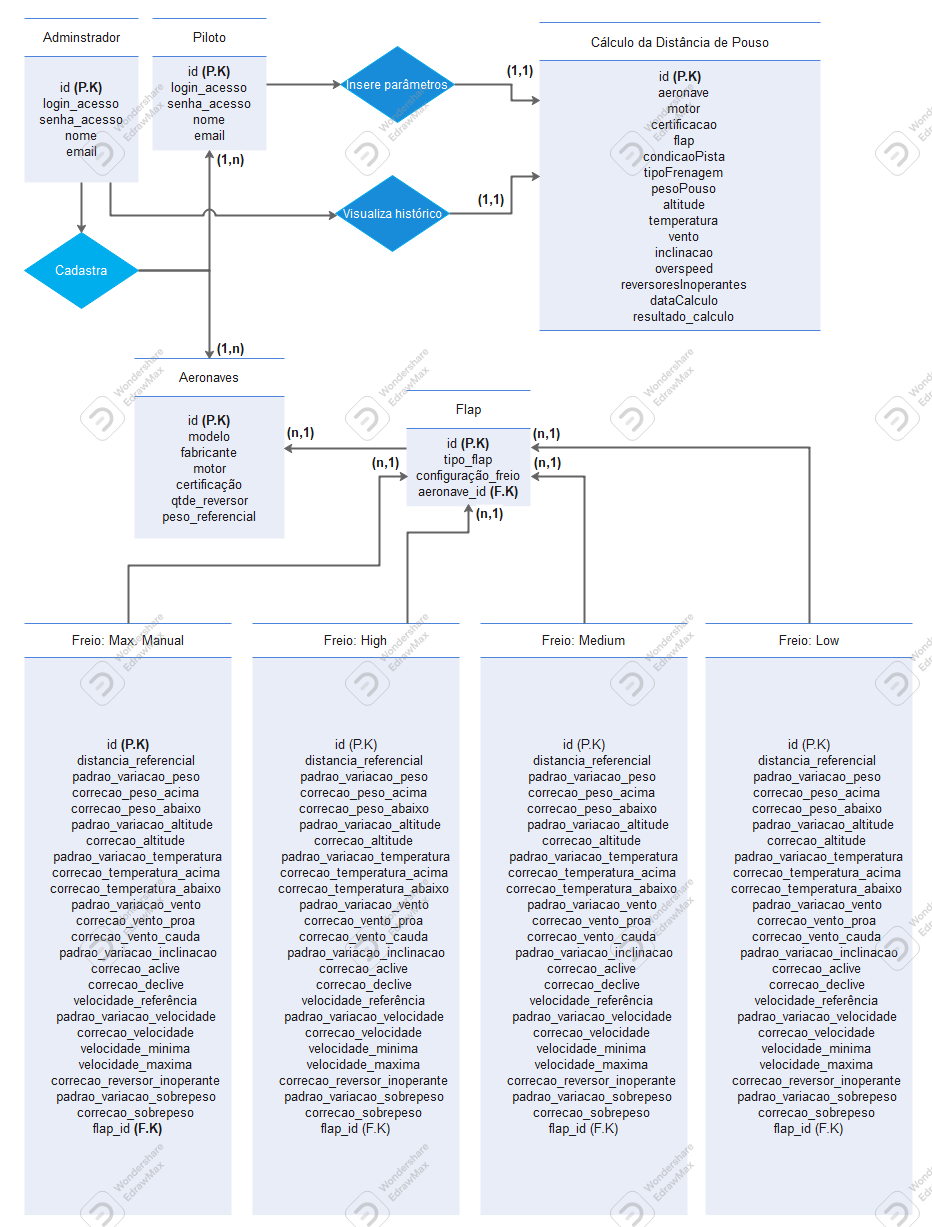 Adminstrador
id (P.K)
login_acesso
senha_acesso
nome
email
Piloto
id (P.K)
login_acesso
senha_acesso
nome
email
Insere parâmetros
(1,1)
Cálculo da Distância de Pouso
id (P.K)
aeronave
motor
certificacao
flap
condicaoPista
tipoFrenagem
pesoPouso
altitude
temperatura
vento
inclinacao
overspeed
reversoresInoperantes
dataCalculo
resultado_calculo
(1,n)
Visualiza histórico
(1,1)
Cadastra
(1,n)
Aeronaves
id (P.K)
modelo
fabricante
motor
certificação
qtde_reversor
peso_referencial
(n,1)
Flap
id (P.K)
tipo_flap
configuração_freio
aeronave_id (F.K)
(n,1)
(n,1)
(n,1)
(n,1)
Freio: Max. Manual
id (P.K)
distancia_referencial
padrao_variacao_peso
correcao_peso_acima
correcao_peso_abaixo
padrao_variacao_altitude
correcao_altitude
padrao_variacao_temperatura
correcao_temperatura_acima
correcao_temperatura_abaixo
padrao_variacao_vento
correcao_vento_proa
correcao_vento_cauda
padrao_variacao_inclinacao
correcao_aclive
correcao_declive
velocidade_referência
padrao_variacao_velocidade
correcao_velocidade
velocidade_minima
velocidade_maxima
correcao_reversor_inoperante
padrao_variacao_sobrepeso
correcao_sobrepeso
flap_id (F.K)
Freio: High
id (P.K)
distancia_referencial
padrao_variacao_peso
correcao_peso_acima
correcao_peso_abaixo
padrao_variacao_altitude
correcao_altitude
padrao_variacao_temperatura
correcao_temperatura_acima
correcao_temperatura_abaixo
padrao_variacao_vento
correcao_vento_proa
correcao_vento_cauda
padrao_variacao_inclinacao
correcao_aclive
correcao_declive
velocidade_referência
padrao_variacao_velocidade
correcao_velocidade
velocidade_minima
velocidade_maxima
correcao_reversor_inoperante
padrao_variacao_sobrepeso
correcao_sobrepeso
flap_id (F.K)
Freio: Medium
id (P.K)
distancia_referencial
padrao_variacao_peso
correcao_peso_acima
correcao_peso_abaixo
padrao_variacao_altitude
correcao_altitude
padrao_variacao_temperatura
correcao_temperatura_acima
correcao_temperatura_abaixo
padrao_variacao_vento
correcao_vento_proa
correcao_vento_cauda
padrao_variacao_inclinacao
correcao_aclive
correcao_declive
velocidade_referência
padrao_variacao_velocidade
correcao_velocidade
velocidade_minima
velocidade_maxima
correcao_reversor_inoperante
padrao_variacao_sobrepeso
correcao_sobrepeso
flap_id (F.K)
Freio: Low
id (P.K)
distancia_referencial
padrao_variacao_peso
correcao_peso_acima
correcao_peso_abaixo
padrao_variacao_altitude
correcao_altitude
padrao_variacao_temperatura
correcao_temperatura_acima
correcao_temperatura_abaixo
padrao_variacao_vento
correcao_vento_proa
correcao_vento_cauda
padrao_variacao_inclinacao
correcao_aclive
correcao_declive
velocidade_referência
padrao_variacao_velocidade
correcao_velocidade
velocidade_minima
velocidade_maxima
correcao_reversor_inoperante
padrao_variacao_sobrepeso
correcao_sobrepeso
flap_id (F.K)
Wondershare
EdrawMax